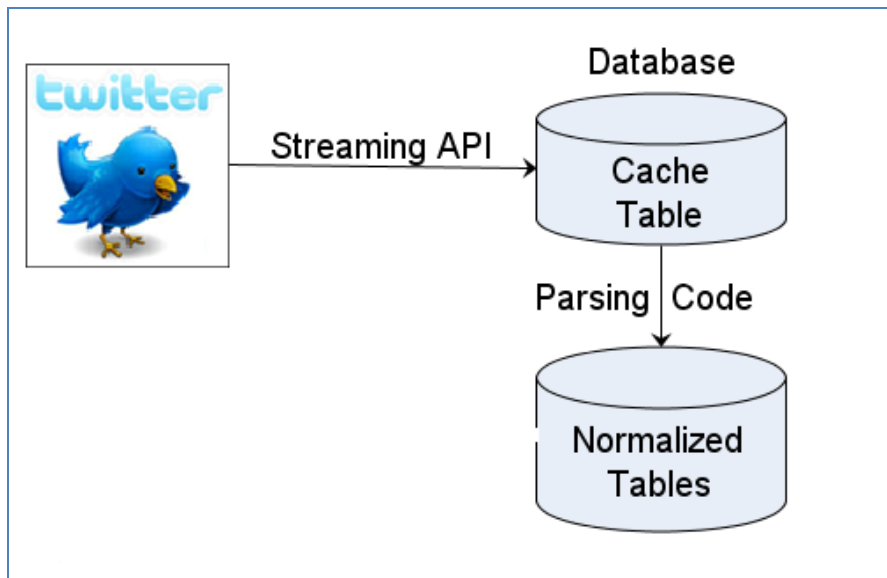 twitter
Streaming API
Database
Cache
Table
Parsing Code
Normalized
Tables